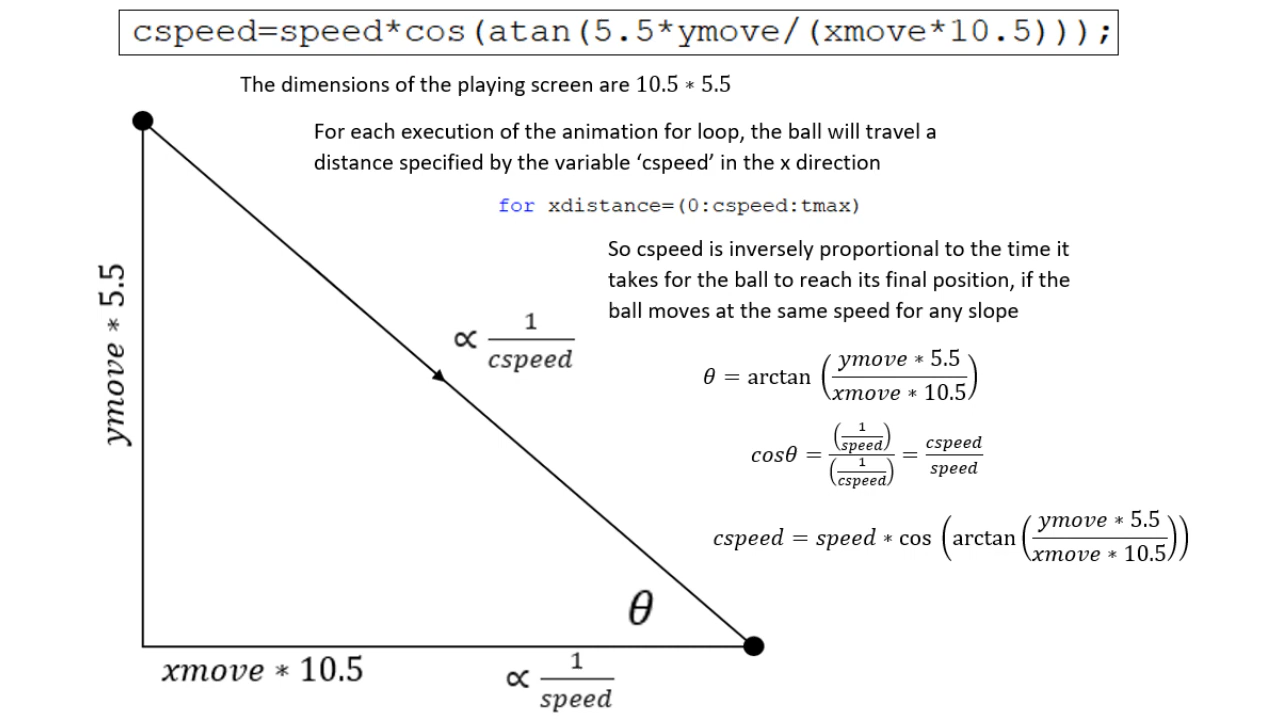 cspeed=speed*cos(atan(5.5*ymove/(xmove*10.5)));
The dimensions of the playing screen are 10.5 * 5.5
For each execution of the animation for loop, the ball will travel a
distance specified by the variable ‘cspeed’ in the x direction
for xdistance=(0:cspeed:tmax)
So cspeed is inversely proportional to the time it
takes for the ball to reach its final position, if the
ball moves at the same speed for any slope
ymove * 5.5
∝ 1/cspeed
θ = arctan (ymove * 5.5 / xmove * 10.5)
cosθ = (1/speed) / (1/cspeed) = cspeed/speed
cspeed = speed * cos (arctan (ymove * 5.5 / xmove * 10.5))
θ
xmove * 10.5
∝ 1/speed